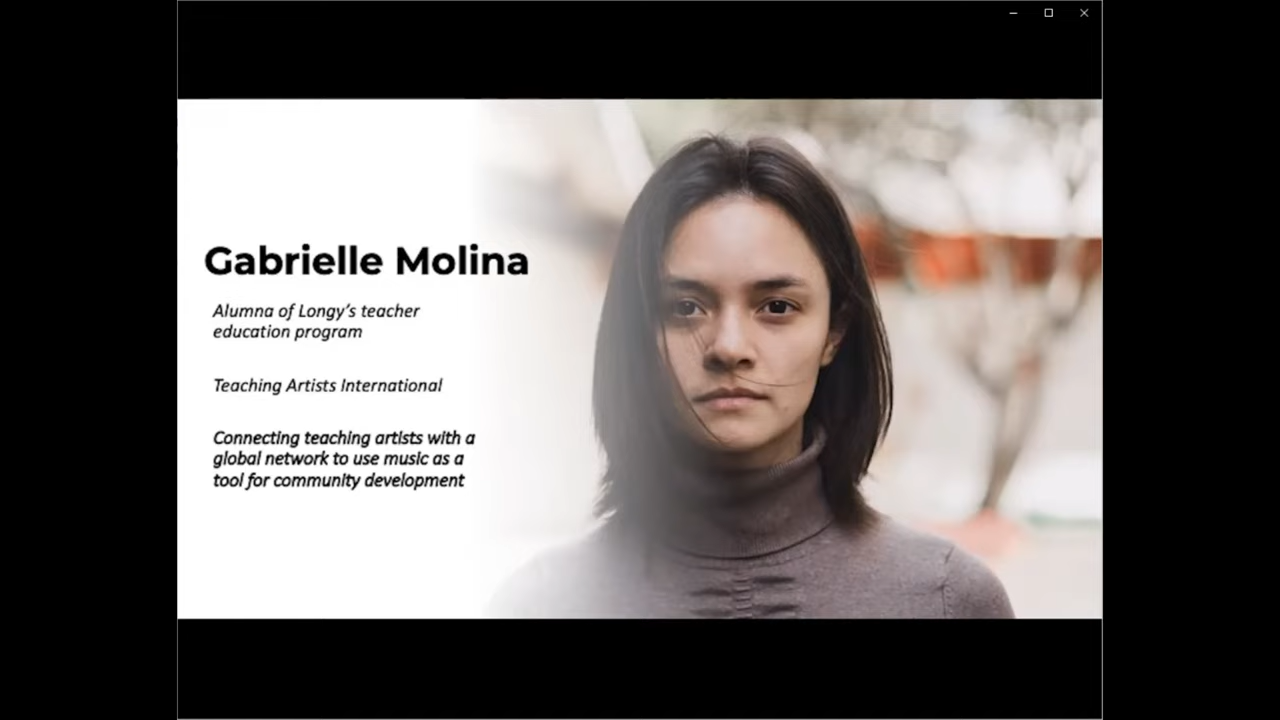 Gabrielle Molina
Alumna of Longy’s teacher
education program
Teaching Artists International
Connecting teaching artists with a
global network to use music as a
tool for community development